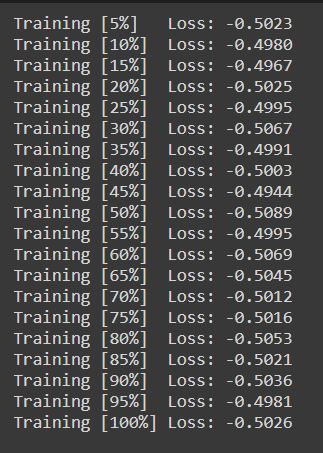 Training [5%] Loss: -0.5023
Training [10%] Loss: -0.4980
Training [15%] Loss: -0.4967
Training [20%] Loss: -0.5025
Training [25%] Loss: -0.4995
Training [30%] Loss: -0.5067
Training [35%] Loss: -0.4991
Training [40%] Loss: -0.5003
Training [45%] Loss: -0.4944
Training [50%] Loss: -0.5089
Training [55%] Loss: -0.4995
Training [60%] Loss: -0.5069
Training [65%] Loss: -0.5045
Training [70%] Loss: -0.5012
Training [75%] Loss: -0.5016
Training [80%] Loss: -0.5053
Training [85%] Loss: -0.5021
Training [90%] Loss: -0.5036
Training [95%] Loss: -0.4981
Training [100%] Loss: -0.5026